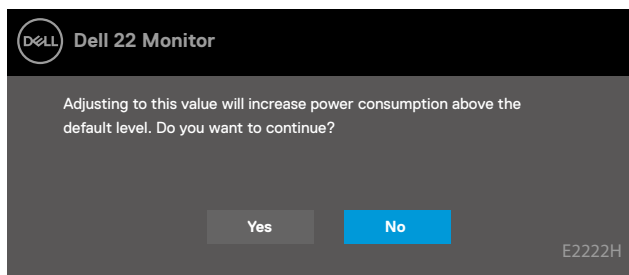 DELL Dell 22 Monitor
Adjusting to this value will increase power consumption above the
default level. Do you want to continue?
Yes No
E2222H